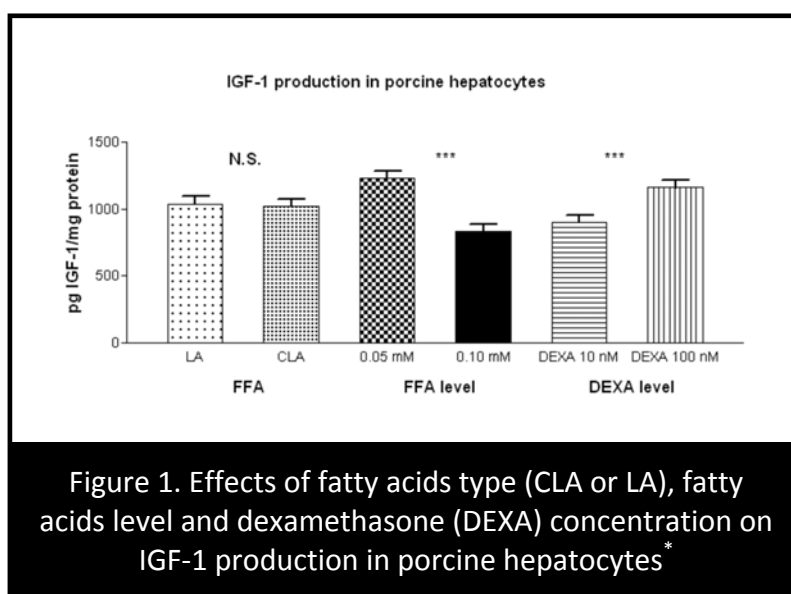 IGF-1 production in porcine hepatocytes
pg IGF-1/mg protein
1500
1000
500
0
N.S.
***
***
LA CLA 0.05 mM 0.10 mM DEXA 10 nM DEXA 100 nM
FFA FFA level DEXA level
Figure 1. Effects of fatty acids type (CLA or LA), fatty
acids level and dexamethasone (DEXA) concentration on
IGF-1 production in porcine hepatocytes*